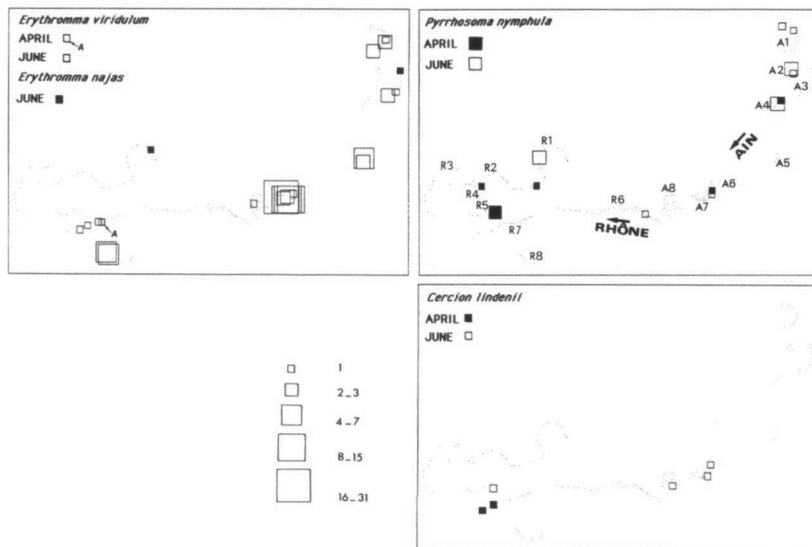 Erythromma viridulum
APRIL A
JUNE
Erythromma najas
JUNE
A
Pyrrhosoma nymphula
APRIL
JUNE
A1
A2
A3
A4
AIN
A5
R1
R3
R2
A6
R4
A8
A7
R5
R6
R7
RHÔNE
R8
Cercion lindenii
APRIL
JUNE
1
2_3
4_7
8_15
16_31